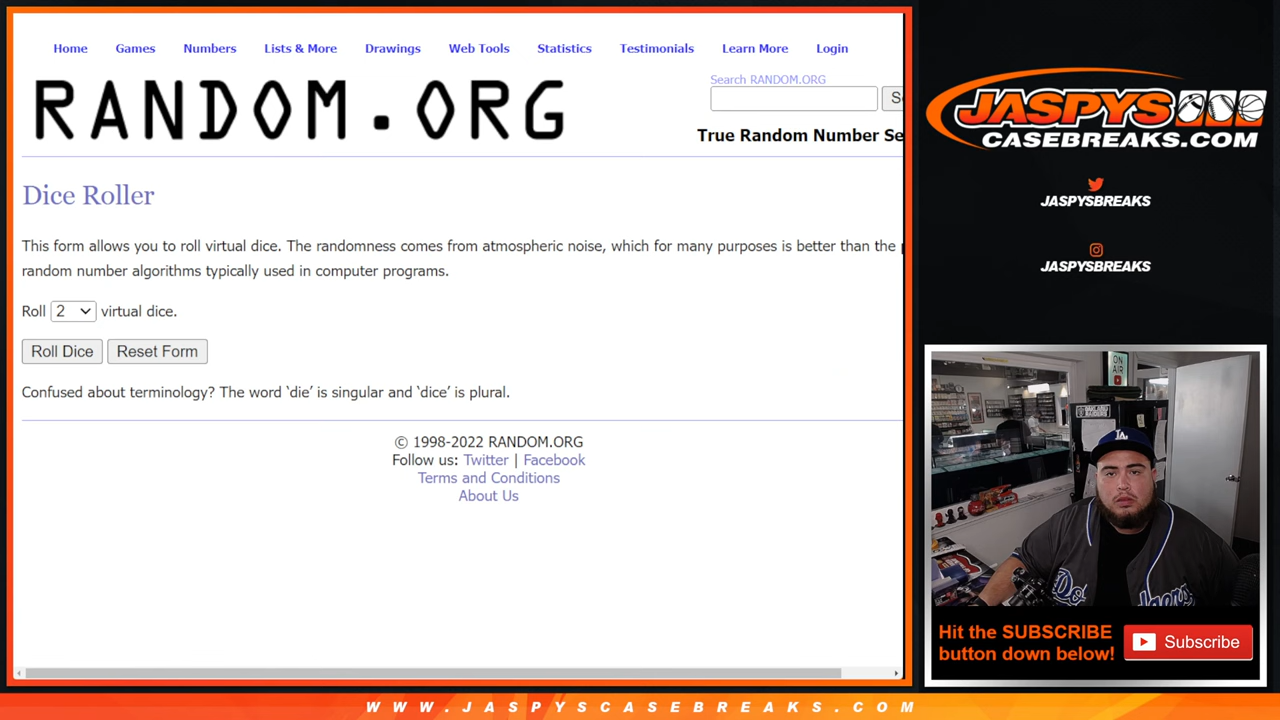 Home Games Numbers Lists & More Drawings Web Tools Statistics Testimonials Learn More Login
RANDOM.ORG
Search RANDOM.ORG
True Random Number Se
Dice Roller
This form allows you to roll virtual dice. The randomness comes from atmospheric noise, which for many purposes is better than the
random number algorithms typically used in computer programs.
Roll 2 virtual dice.
Roll Dice Reset Form
Confused about terminology? The word ‘die’ is singular and ‘dice’ is plural.
© 1998-2022 RANDOM.ORG
Follow us: Twitter | Facebook
Terms and Conditions
About Us
JASPYS
CASEBREAKS.COM
JASPYSBREAKS
JASPYSBREAKS
ON
AIR
LA
Hit the SUBSCRIBE
button down below!
Subscribe
WWW.JASPYSCASEBREAKS.COM